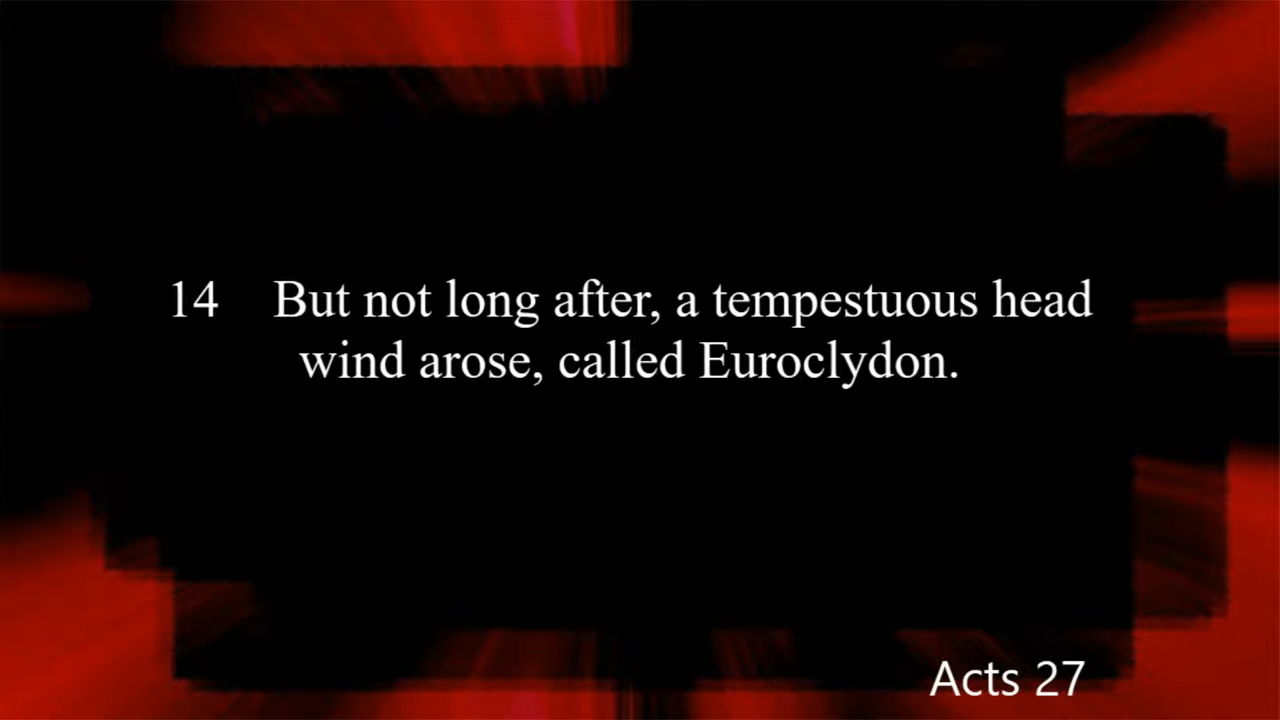 14 But not long after, a tempestuous head
wind arose, called Euroclydon.
Acts 27